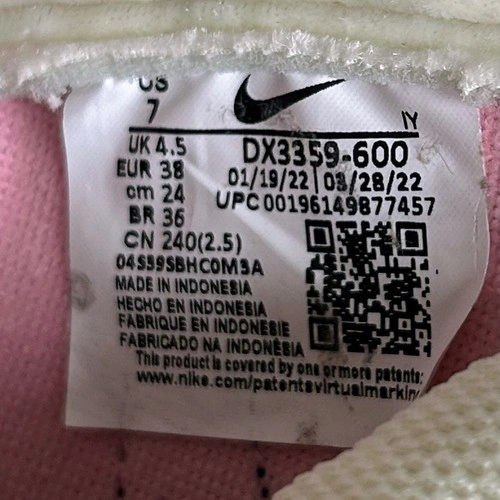 US
7
IY
UK 4.5
EUR 38
cm 24
BR 36
CN 240(2.5)
DX3359-600
01/19/22 03/28/22
UPC 00196149877457
MADE IN INDONESIA
HECHO EN INDONESIA
FABRIQUE EN INDONESIE
FABRICADO NA INDONÉSIA
This product is covered by one or more patents:
www.nike.com/patentsvirtualmarkin